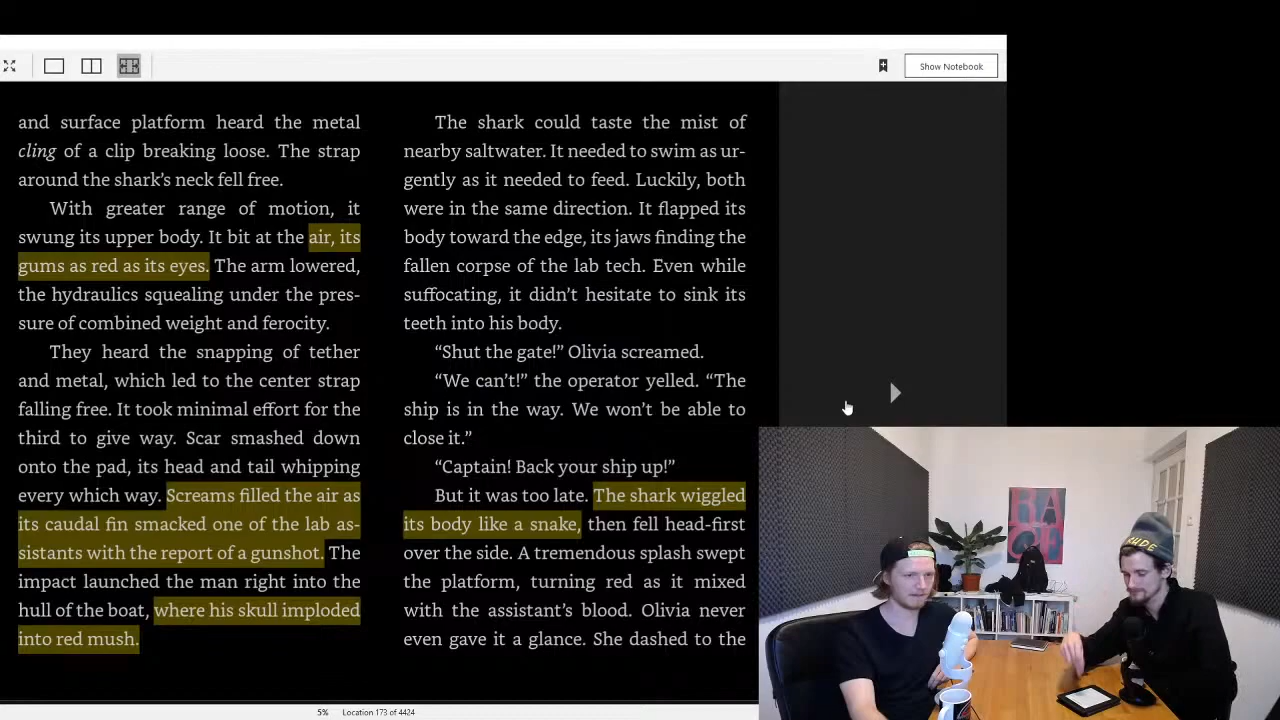 Show Notebook
and surface platform heard the metal
cling of a clip breaking loose. The strap
around the shark's neck fell free.
With greater range of motion, it
swung its upper body. It bit at the air, its
gums as red as its eyes. The arm lowered,
the hydraulics squealing under the pres-
sure of combined weight and ferocity.
They heard the snapping of tether
and metal, which led to the center strap
falling free. It took minimal effort for the
third to give way. Scar smashed down
onto the pad, its head and tail whipping
every which way. Screams filled the air as
its caudal fin smacked one of the lab as-
sistants with the report of a gunshot. The
impact launched the man right into the
hull of the boat, where his skull imploded
into red mush.
The shark could taste the mist of
nearby saltwater. It needed to swim as ur-
gently as it needed to feed. Luckily, both
were in the same direction. It flapped its
body toward the edge, its jaws finding the
fallen corpse of the lab tech. Even while
suffocating, it didn't hesitate to sink its
teeth into his body.
“Shut the gate!” Olivia screamed.
“We can't!” the operator yelled. “The
ship is in the way. We won't be able to
close it.”
“Captain! Back your ship up!”
But it was too late. The shark wiggled
its body like a snake, then fell head-first
over the side. A tremendous splash swept
the platform, turning red as it mixed
with the assistant's blood. Olivia never
even gave it a glance. She dashed to the
5% Location 173 of 4424
RUDE